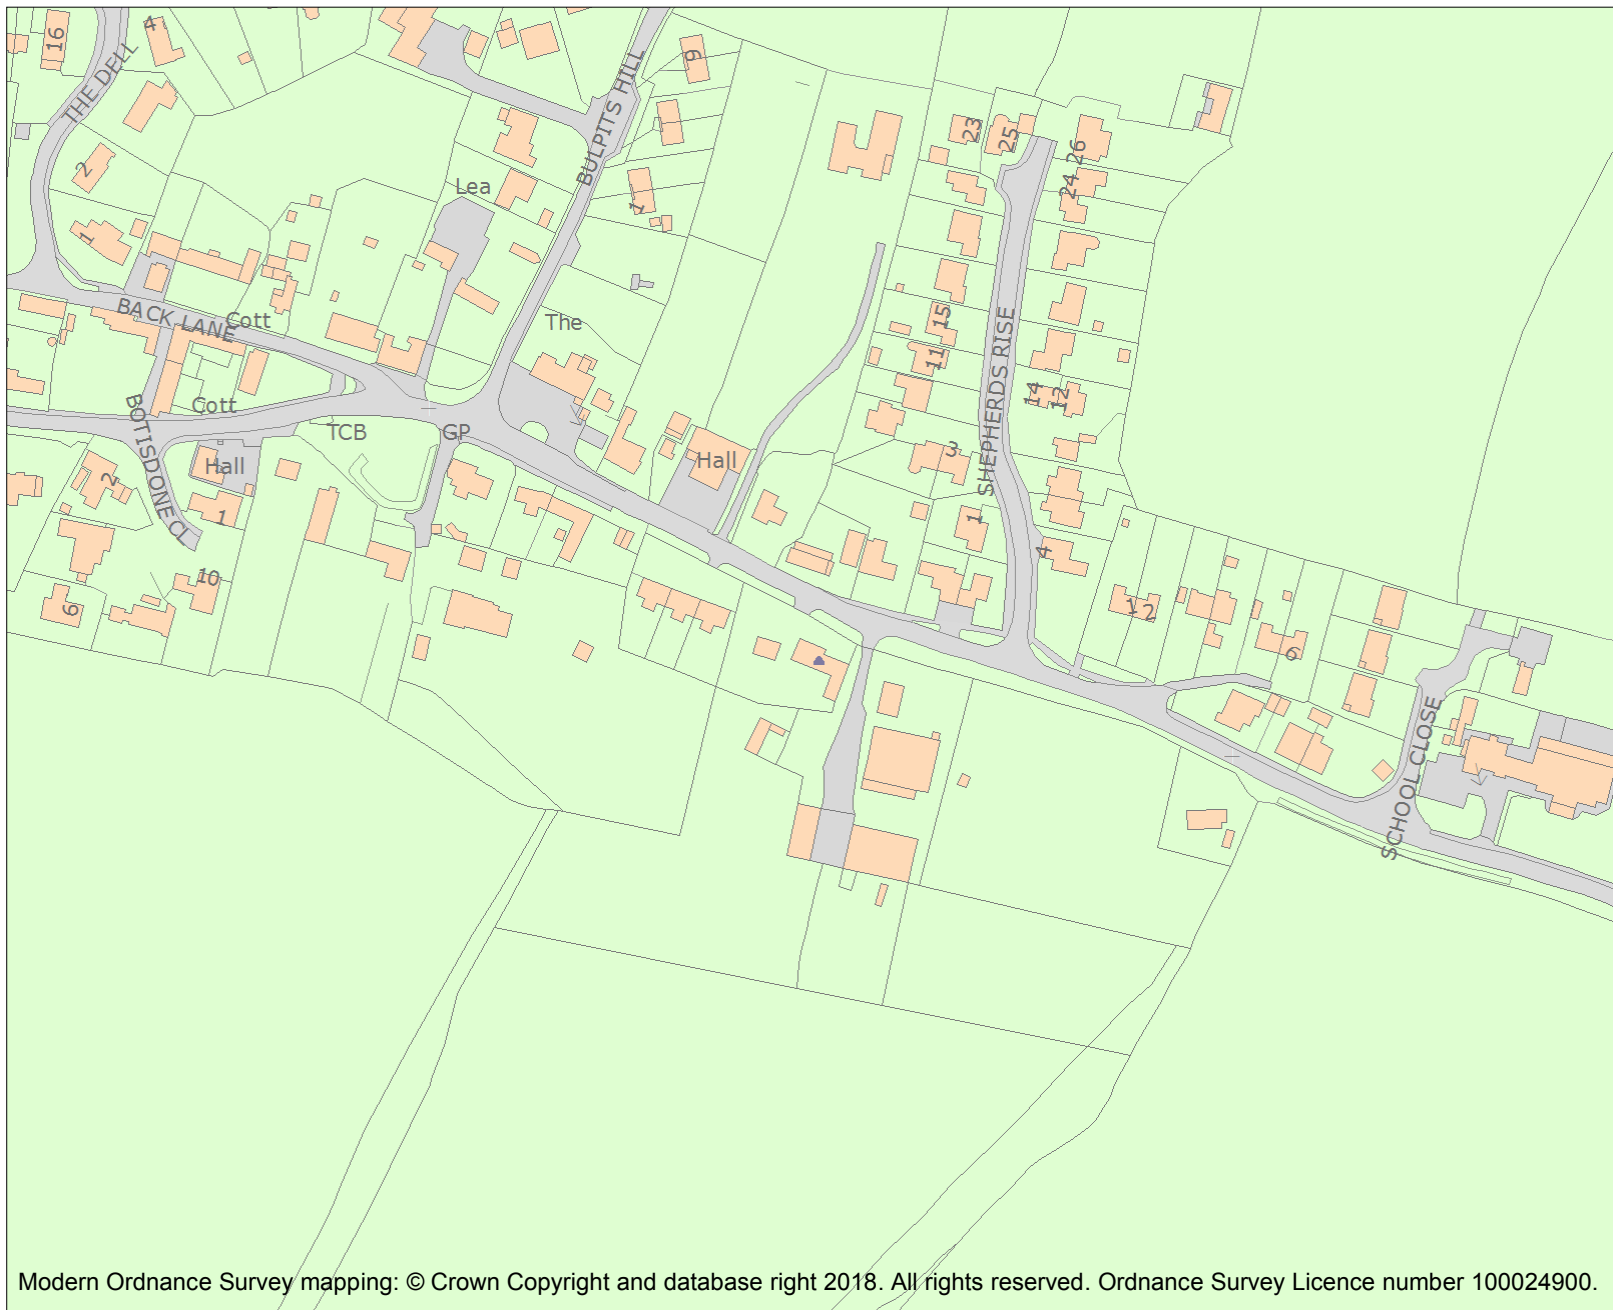 16
4
THE DELL
BULPITS HILL
9
2
Lea
1
1
23
25
26
24
BACK LANE
Cott
The
15
11
SHEPHERDS RISE
14
12
Cott
BOTISDONE CL
TCB
GP
Hall
Hall
3
2
1
1
4
10
6
1
2
6
SCHOOL CLOSE
Modern Ordnance Survey mapping: © Crown Copyright and database right 2018. All rights reserved. Ordnance Survey Licence number 100024900.